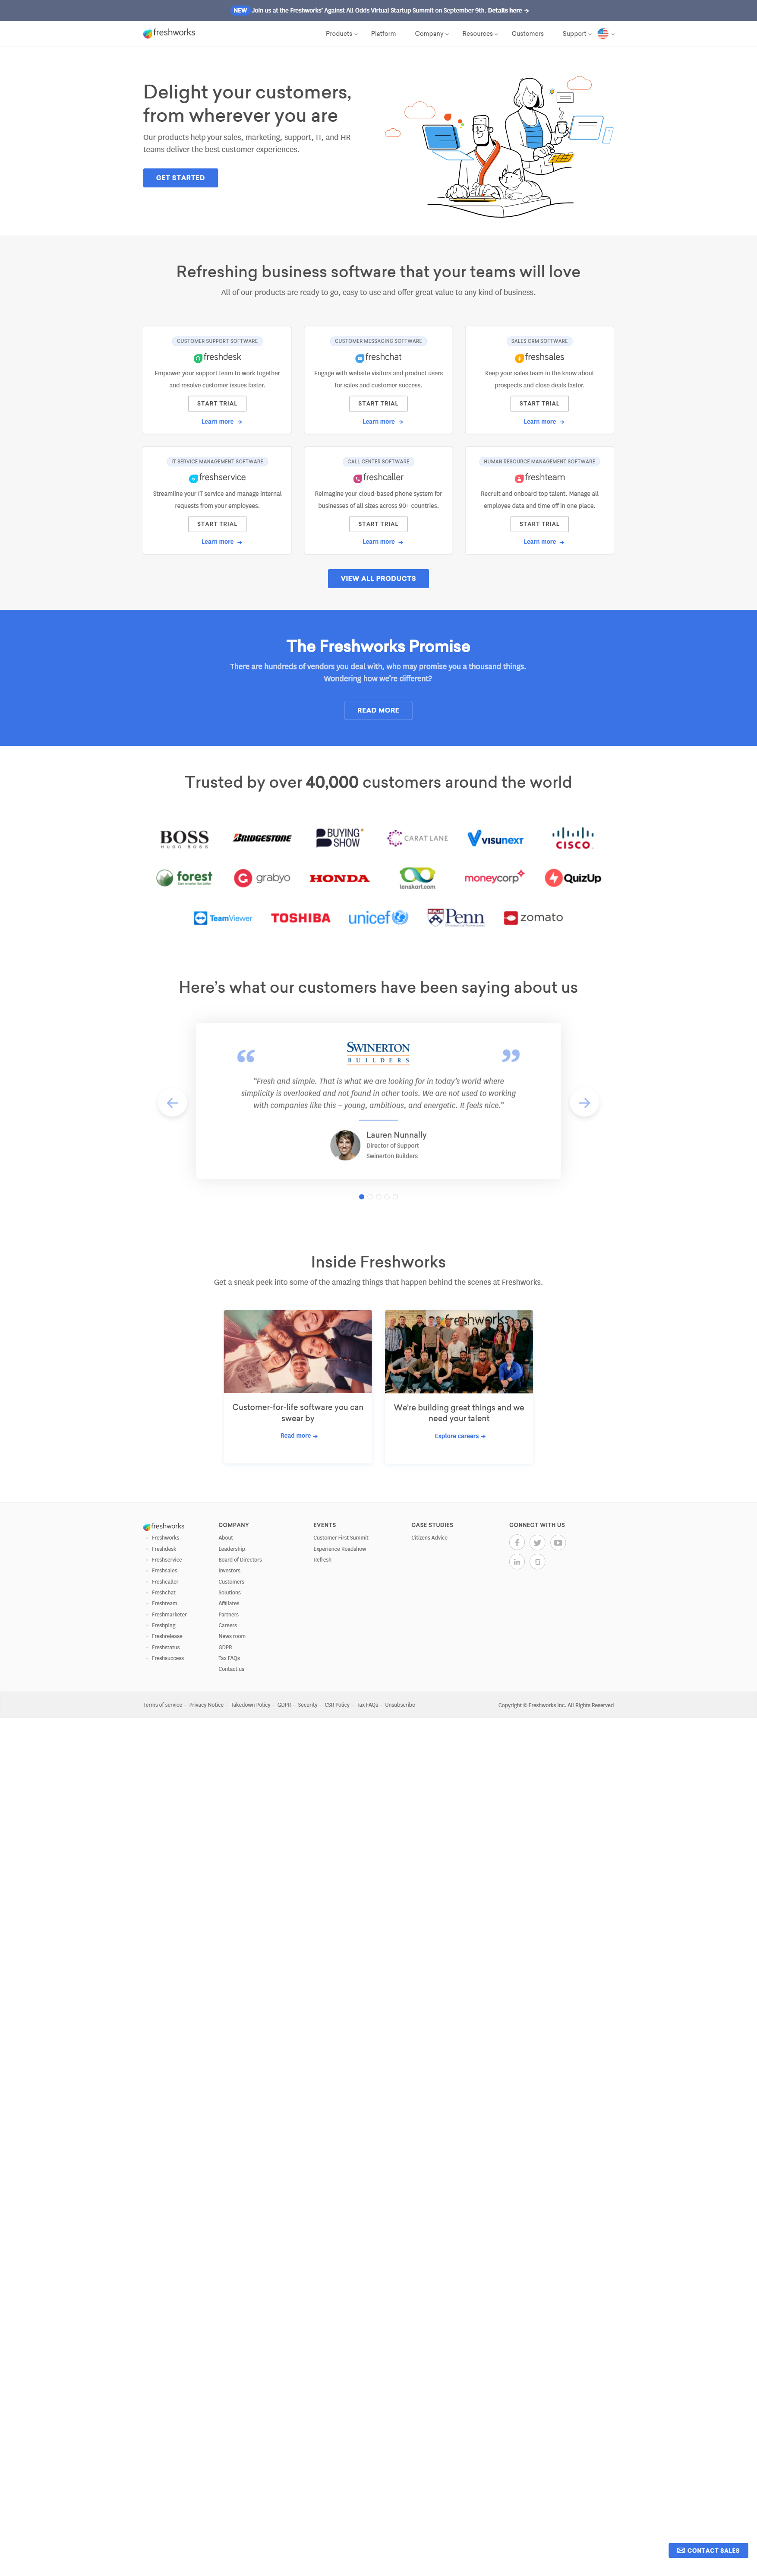 NEW Join us at the Freshworks' Against All Odds Virtual Startup Summit on September 9th. Details here →
freshworks
Products
Platform
Company
Resources
Customers
Support
Delight your customers,
from wherever you are
Our products help your sales, marketing, support, IT, and HR
teams deliver the best customer experiences.
GET STARTED
Refreshing business software that your teams will love
All of our products are ready to go, easy to use and offer great value to any kind of business.
CUSTOMER SUPPORT SOFTWARE
freshdesk
Empower your support team to work together
and resolve customer issues faster.
START TRIAL
Learn more →
CUSTOMER MESSAGING SOFTWARE
freshchat
Engage with website visitors and product users
for sales and customer success.
START TRIAL
Learn more →
SALES CRM SOFTWARE
freshsales
Keep your sales team in the know about
prospects and close deals faster.
START TRIAL
Learn more →
IT SERVICE MANAGEMENT SOFTWARE
freshservice
Streamline your IT service and manage internal
requests from your employees.
START TRIAL
Learn more →
CALL CENTER SOFTWARE
freshcaller
Reimagine your cloud-based phone system for
businesses of all sizes across 90+ countries.
START TRIAL
Learn more →
HUMAN RESOURCE MANAGEMENT SOFTWARE
freshteam
Recruit and onboard top talent. Manage all
employee data and time off in one place.
START TRIAL
Learn more →
VIEW ALL PRODUCTS
The Freshworks Promise
There are hundreds of vendors you deal with, who may promise you a thousand things.
Wondering how we're different?
READ MORE
Trusted by over 40,000 customers around the world
BOSS
HUGO BOSS
BRIDGESTONE
BUYING
SHOW
CARAT LANE
VISUNEXT
CISCO
forest
grabyo
HONDA
lenskart.com
moneycorp
QuizUp
TeamViewer
TOSHIBA
unicef
Penn
zomato
Here's what our customers have been saying about us
SWINERTON
BUILDERS
"Fresh and simple. That is what we are looking for in today's world where
simplicity is overlooked and not found in other tools. We are not used to working
with companies like this – young, ambitious, and energetic. It feels nice."
Lauren Nunnally
Director of Support
Swinerton Builders
Inside Freshworks
Get a sneak peek into some of the amazing things that happen behind the scenes at Freshworks.
freshworks
Customer-for-life software you can
swear by
Read more →
We're building great things and we
need your talent
Explore careers →
freshworks
Freshworks
Freshdesk
Freshservice
Freshsales
Freshcaller
Freshchat
Freshteam
Freshmarketer
Freshping
Freshrelease
Freshstatus
Freshsuccess
COMPANY
About
Leadership
Board of Directors
Investors
Customers
Solutions
Affiliates
Partners
Careers
News room
GDPR
Tax FAQs
Contact us
EVENTS
Customer First Summit
Experience Roadshow
Refresh
CASE STUDIES
Citizens Advice
CONNECT WITH US
Terms of service
Privacy Notice
Takedown Policy
GDPR
Security
CSR Policy
Tax FAQs
Unsubscribe
Copyright © Freshworks Inc. All Rights Reserved
CONTACT SALES